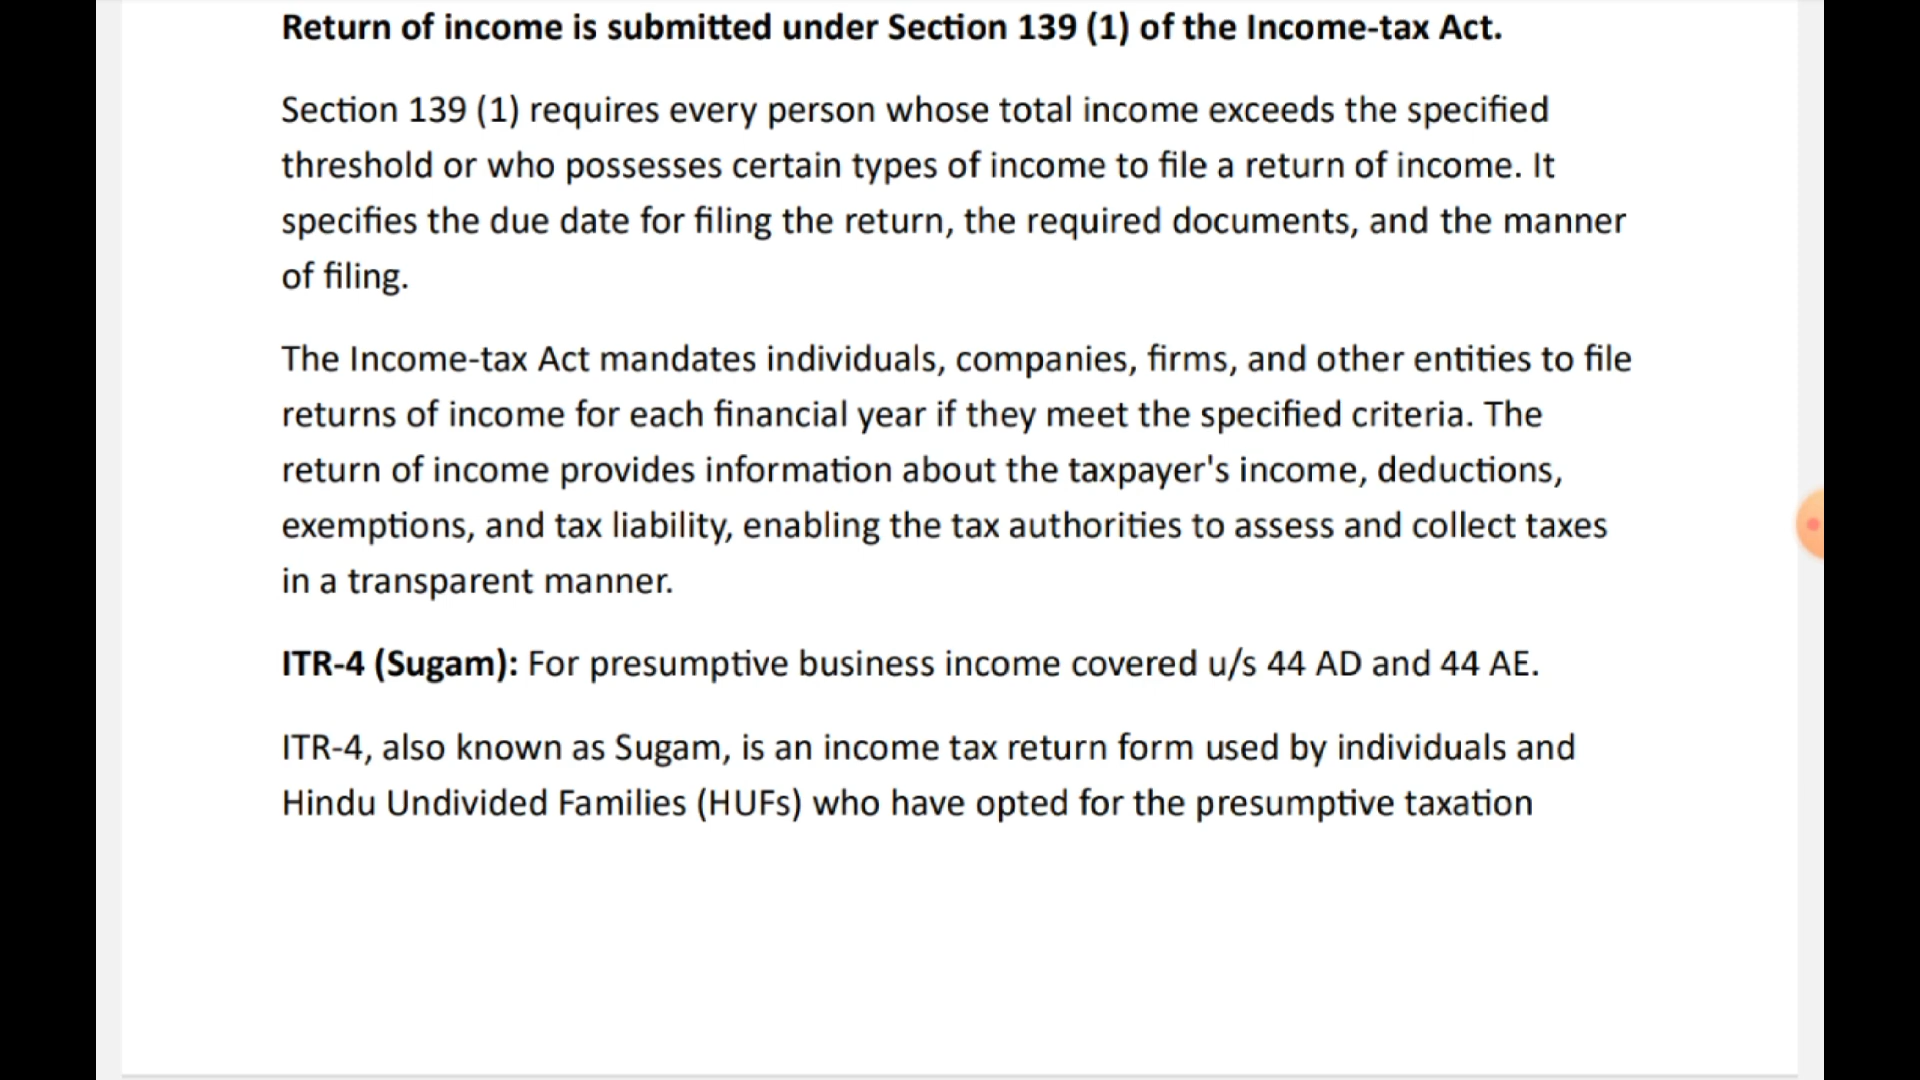 Return of income is submitted under Section 139 (1) of the Income-tax Act.
Section 139 (1) requires every person whose total income exceeds the specified
threshold or who possesses certain types of income to file a return of income. It
specifies the due date for filing the return, the required documents, and the manner
of filing.
The Income-tax Act mandates individuals, companies, firms, and other entities to file
returns of income for each financial year if they meet the specified criteria. The
return of income provides information about the taxpayer's income, deductions,
exemptions, and tax liability, enabling the tax authorities to assess and collect taxes
in a transparent manner.
ITR-4 (Sugam): For presumptive business income covered u/s 44 AD and 44 AE.
ITR-4, also known as Sugam, is an income tax return form used by individuals and
Hindu Undivided Families (HUFs) who have opted for the presumptive taxation